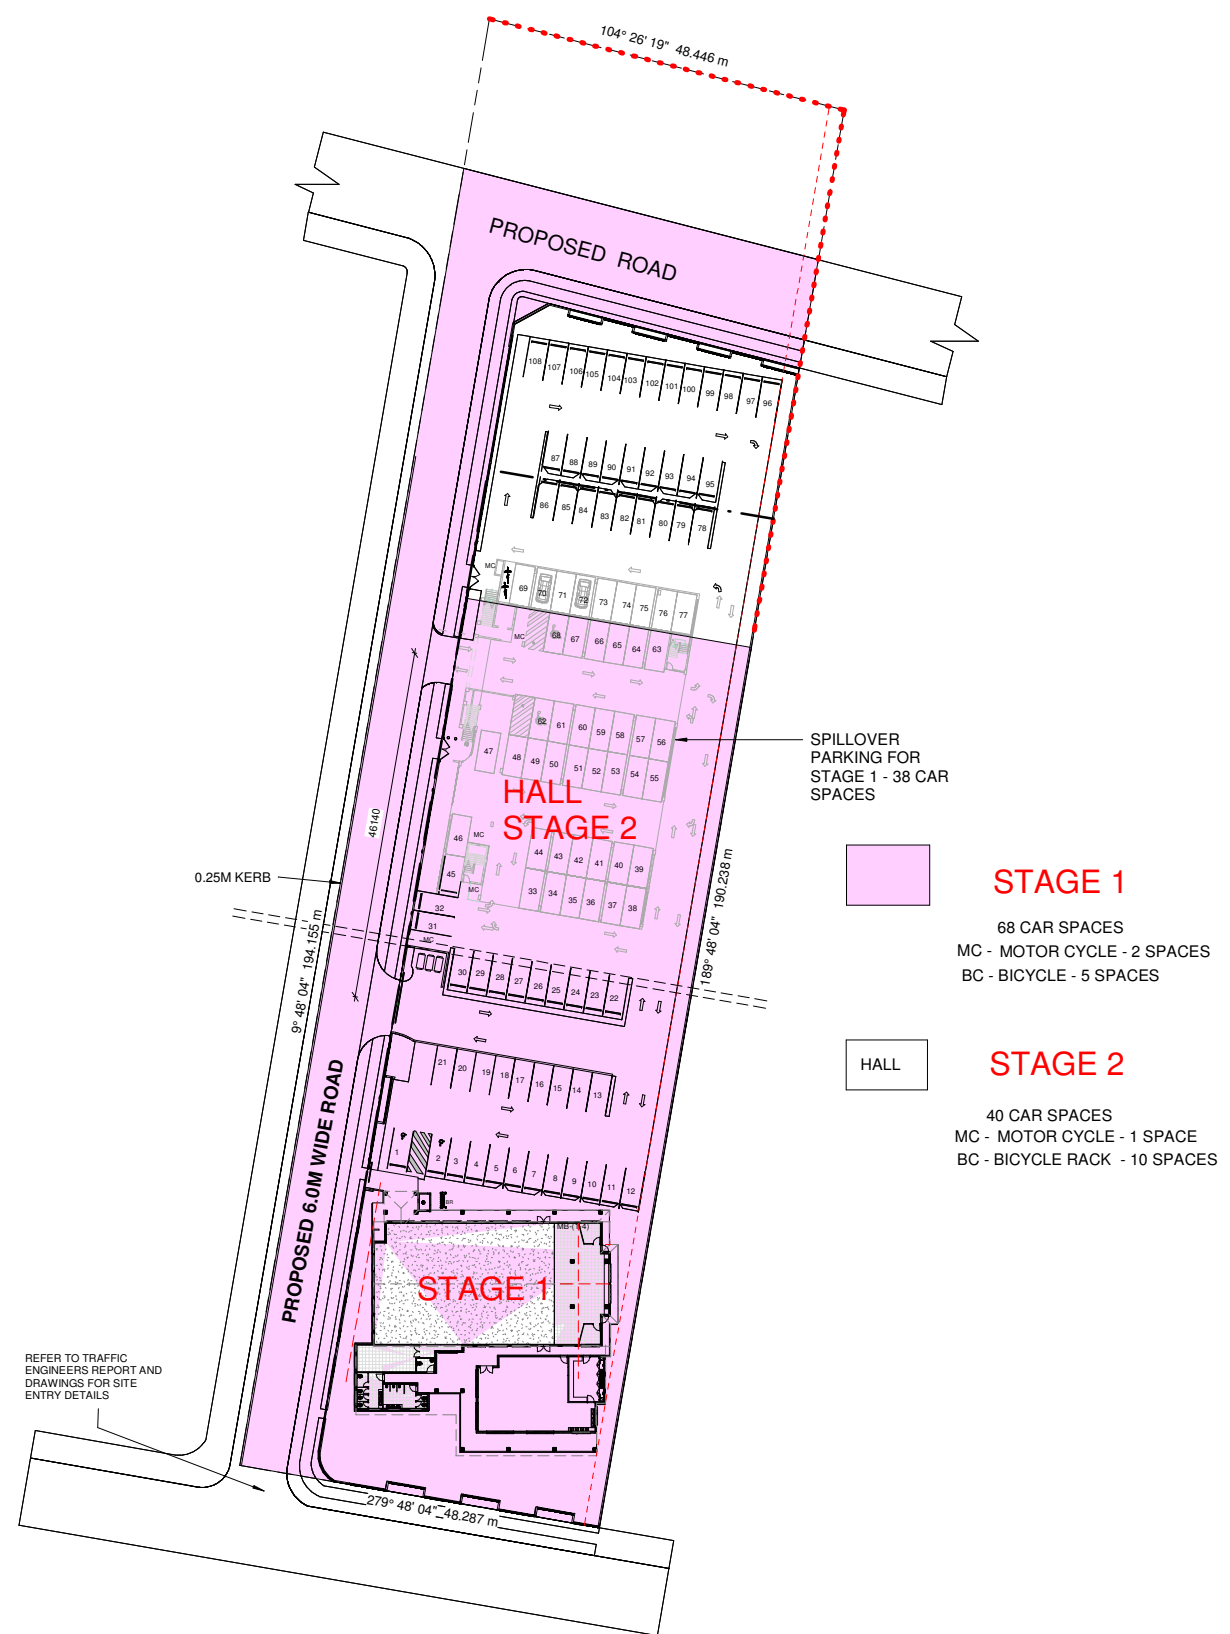 104° 26' 19" 48.446 m
PROPOSED ROAD
108 107 106 105 104 103 102 101 100 99 98 97 96
87 88 89 90 91 92 93 94 95
86 85 84 83 82 81 80 79 78
MC
69 70 71 72 73 74 75 76 77
MC 68 67 66 65 64 63
62 61 60 59 58 57 56
47 48 49 50 51 52 53 54 55
SPILLOVER
PARKING FOR
STAGE 1 - 38 CAR
SPACES
HALL
STAGE 2
46140
46 MC
44 43 42 41 40 39
45 MC
33 34 35 36 37 38
32
31
MC
0.25M KERB
9° 48' 04" 194.155 m
189° 48' 04" 190.238 m
30 29 28 27 26 25 24 23 22
21 20 19 18 17 16 15 14 13
1 2 3 4 5 6 7 8 9 10 11 12
BR
MB-(1:4)
STAGE 1
PROPOSED 6.0M WIDE ROAD
REFER TO TRAFFIC
ENGINEERS REPORT AND
DRAWINGS FOR SITE
ENTRY DETAILS
279° 48' 04" 48.287 m
STAGE 1
68 CAR SPACES
MC - MOTOR CYCLE - 2 SPACES
BC - BICYCLE - 5 SPACES
HALL
STAGE 2
40 CAR SPACES
MC - MOTOR CYCLE - 1 SPACE
BC - BICYCLE RACK - 10 SPACES